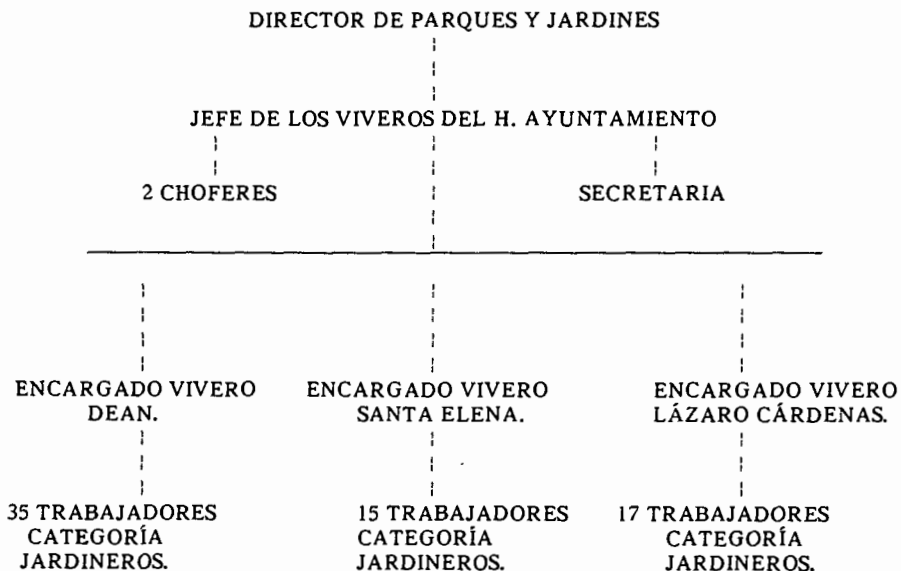 DIRECTOR DE PARQUES Y JARDINES
JEFE DE LOS VIVEROS DEL H. AYUNTAMIENTO
2 CHOFERES
SECRETARIA
ENCARGADO VIVERO
DEAN.
ENCARGADO VIVERO
SANTA ELENA.
ENCARGADO VIVERO
LÁZARO CÁRDENAS.
35 TRABAJADORES
CATEGORÍA
JARDINEROS.
15 TRABAJADORES
CATEGORÍA
JARDINEROS.
17 TRABAJADORES
CATEGORÍA
JARDINEROS.